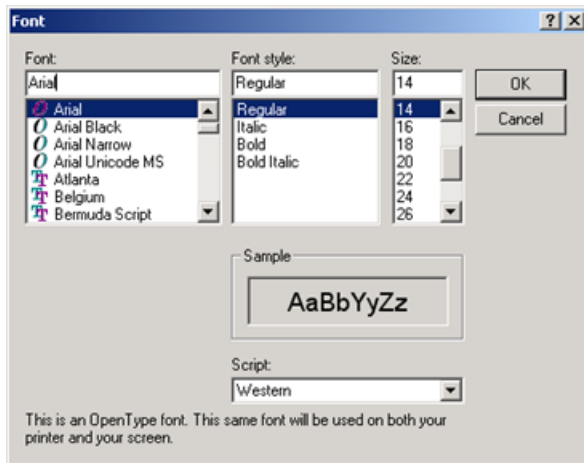 Font
Font:
Arial
Arial
Arial Black
Arial Narrow
Arial Unicode MS
Atlanta
Belgium
Bermuda Script
Font style:
Regular
Regular
Italic
Bold
Bold Italic
Size:
14
14
16
18
20
22
24
26
OK
Cancel
Sample
AaBbYyZz
Script:
Western
This is an OpenType font. This same font will be used on both your
printer and your screen.